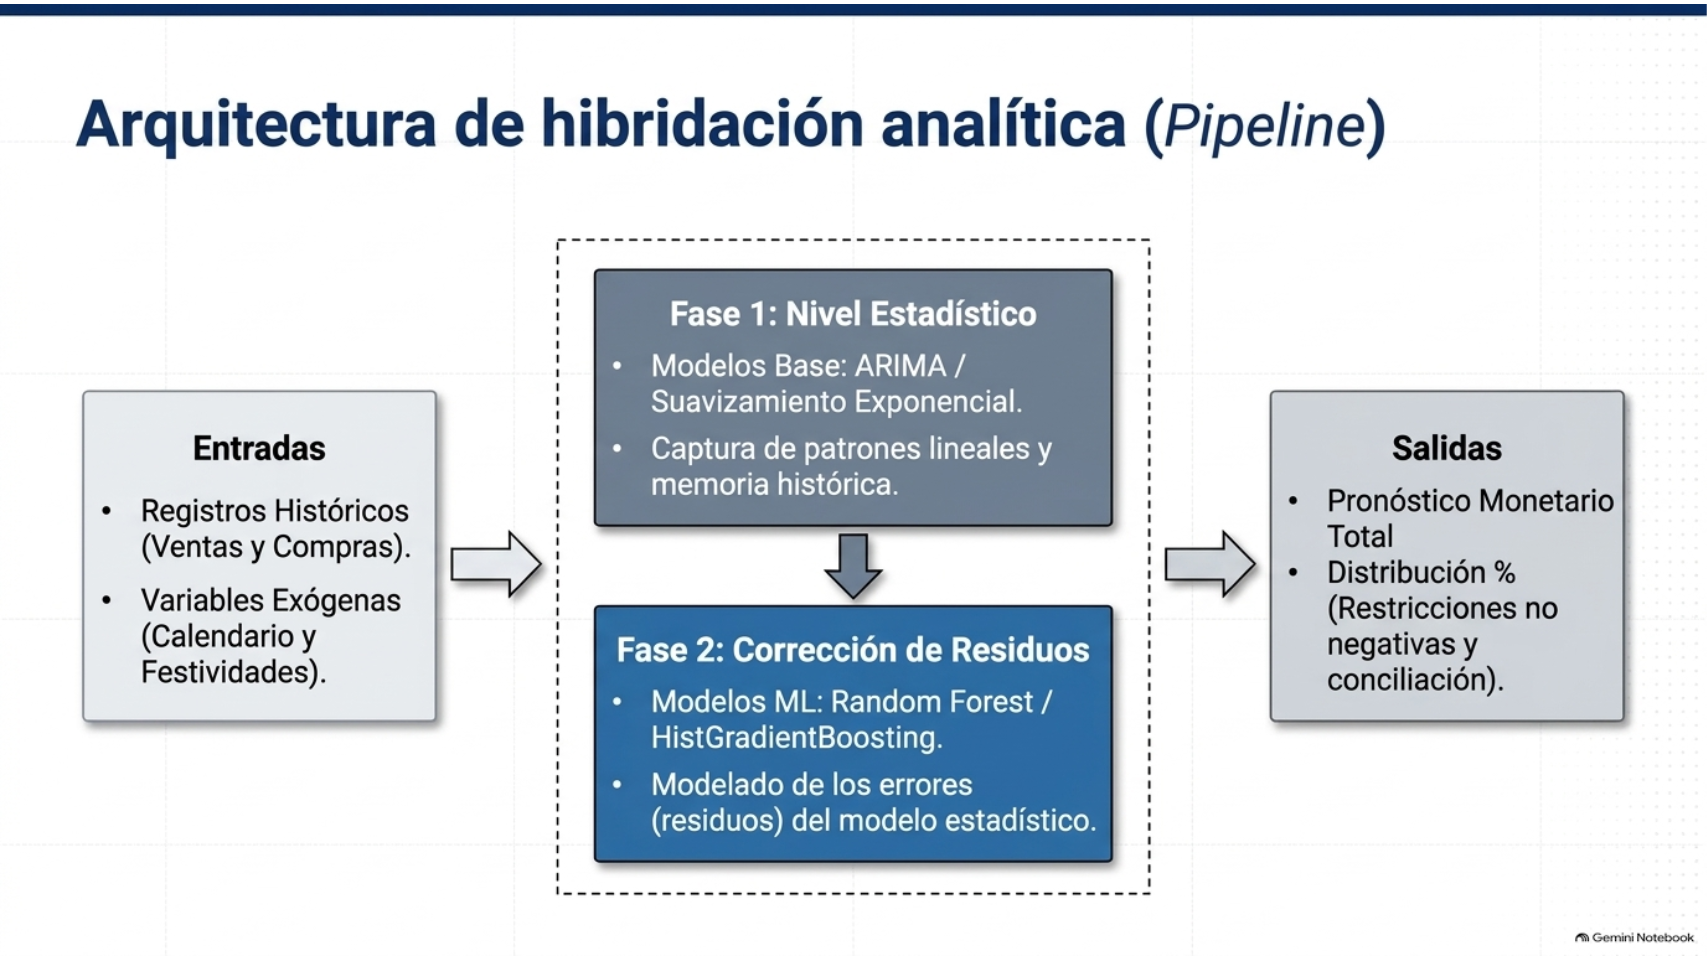 Arquitectura de hibridación analítica (Pipeline)
Entradas
• Registros Históricos
(Ventas y Compras).
• Variables Exógenas
(Calendario y
Festividades).
Fase 1: Nivel Estadístico
• Modelos Base: ARIMA /
Suavizamiento Exponencial.
• Captura de patrones lineales y
memoria histórica.
Fase 2: Corrección de Residuos
• Modelos ML: Random Forest /
HistGradientBoosting.
• Modelado de los errores
(residuos) del modelo estadístico.
Salidas
• Pronóstico Monetario
Total
• Distribución %
(Restricciones no
negativas y
conciliación).
Gemini Notebook